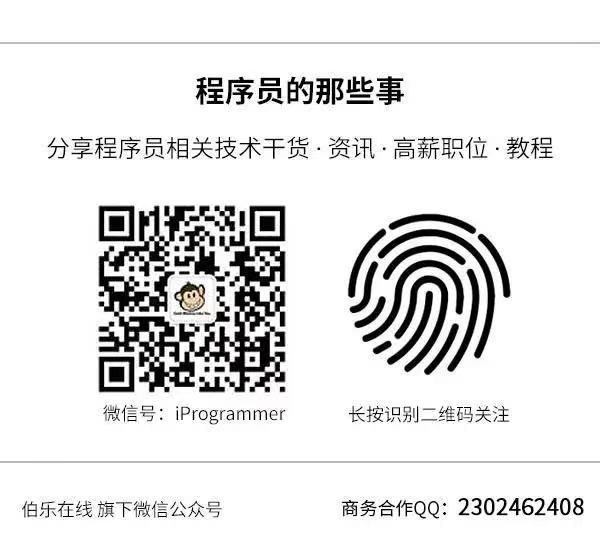 程序员的那些事
分享程序员相关技术干货 · 资讯 · 高薪职位 · 教程
微信号：iProgrammer
长按识别二维码关注
伯乐在线 旗下微信公众号
商务合作QQ：2302462408